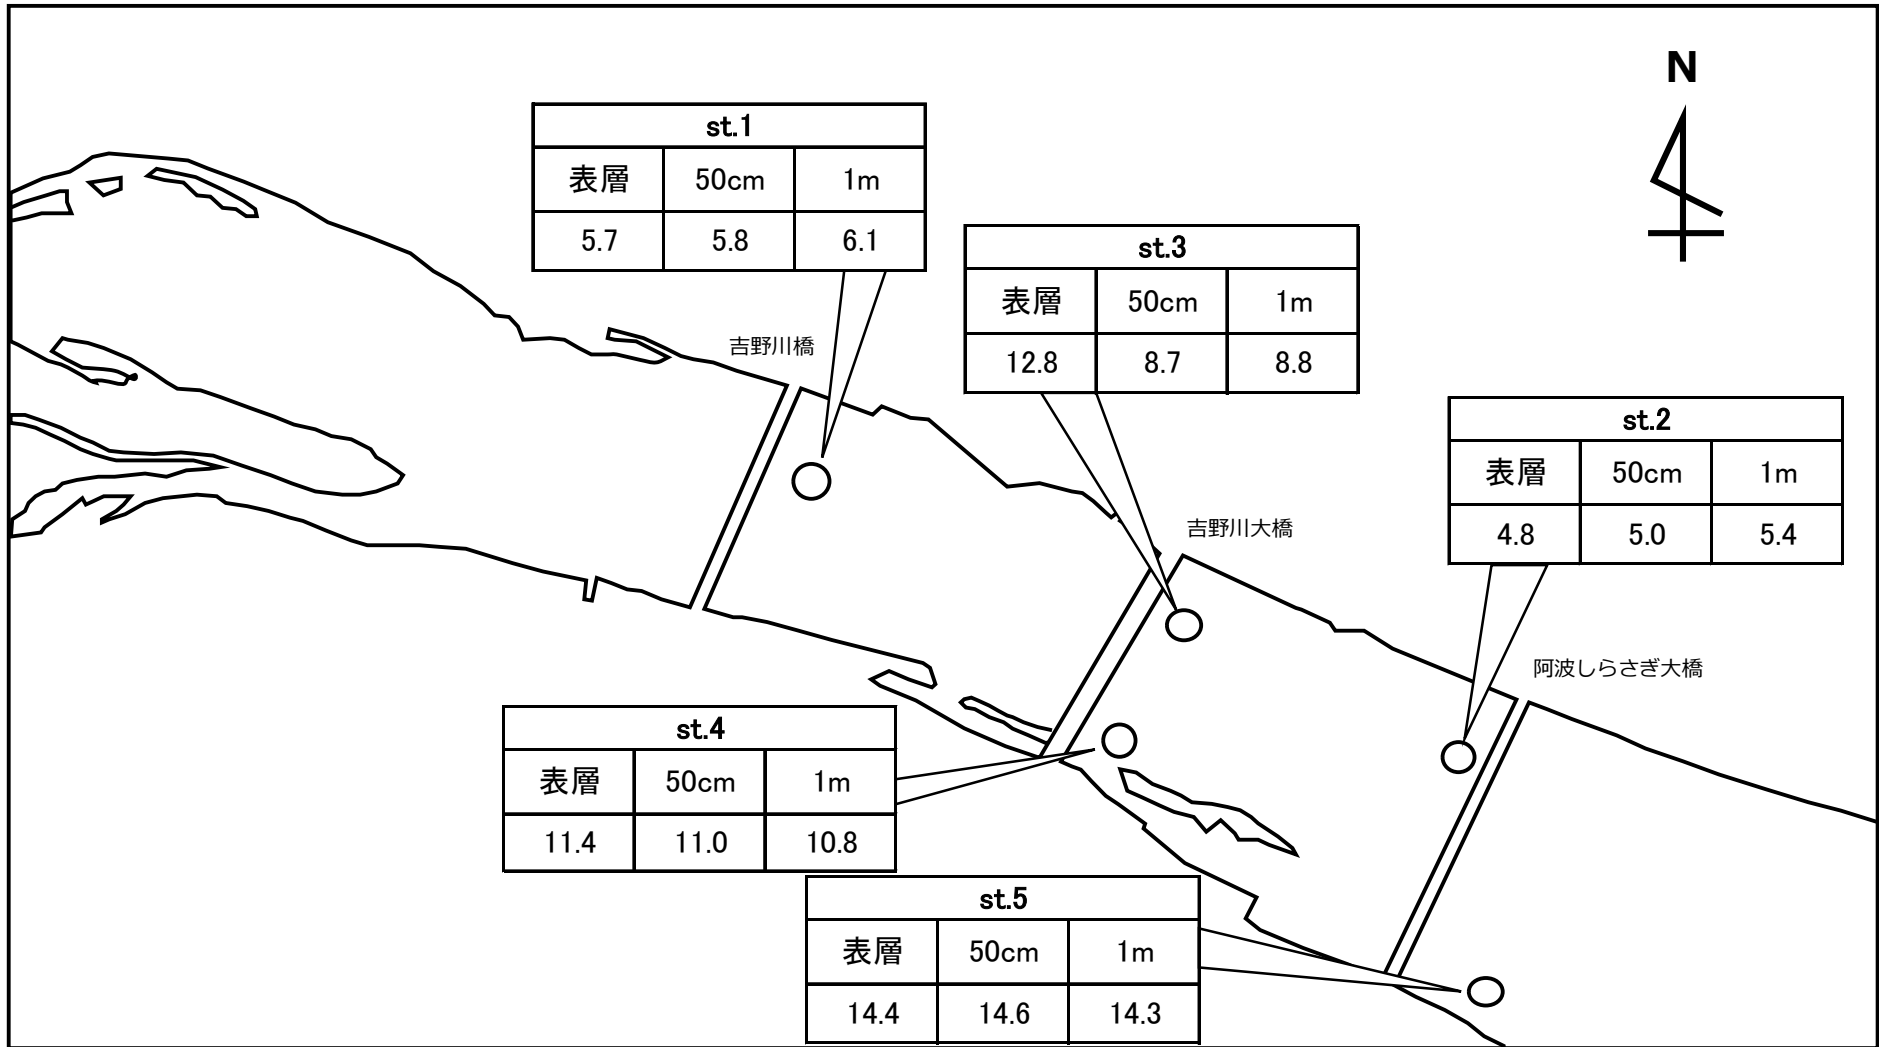 N
st.1
表層 50cm 1m
5.7 5.8 6.1
st.3
表層 50cm 1m
12.8 8.7 8.8
吉野川橋
st.2
表層 50cm 1m
4.8 5.0 5.4
吉野川大橋
阿波しらさぎ大橋
st.4
表層 50cm 1m
11.4 11.0 10.8
st.5
表層 50cm 1m
14.4 14.6 14.3